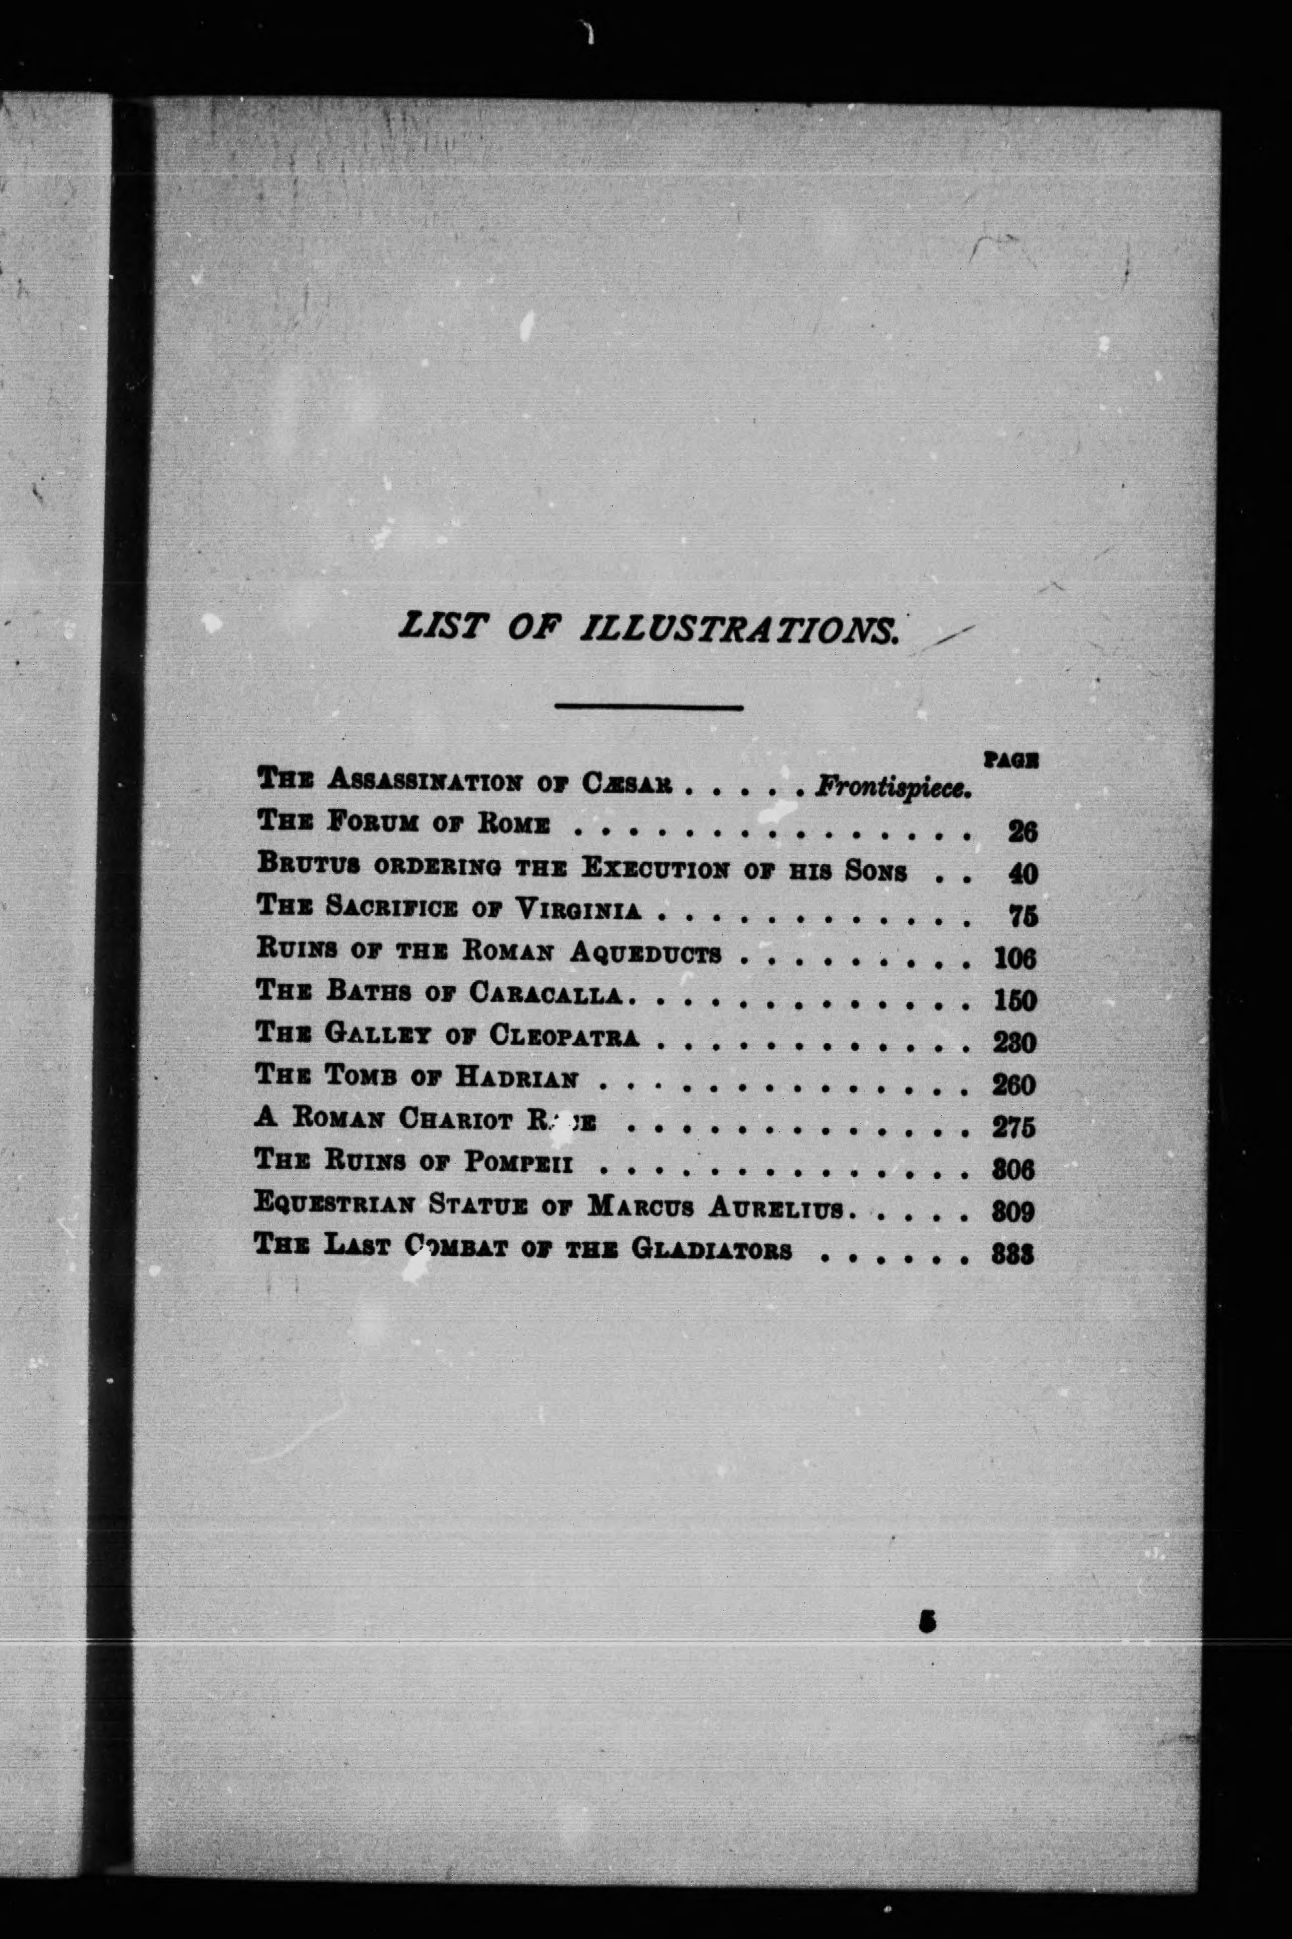 LIST OF ILLUSTRATIONS.
PAGE
THE ASSASSINATION OF CÆSAR . . . . . Frontispiece.
THE FORUM OF ROME . . . . . . . . . . . . . . . 26
BRUTUS ORDERING THE EXECUTION OF HIS SONS . . 40
THE SACRIFICE OF VIRGINIA . . . . . . . . . . . . 75
RUINS OF THE ROMAN AQUEDUCTS . . . . . . . . . 106
THE BATHS OF CARACALLA . . . . . . . . . . . . . 150
THE GALLEY OF CLEOPATRA . . . . . . . . . . . . 230
THE TOMB OF HADRIAN . . . . . . . . . . . . . . 260
A ROMAN CHARIOT RACE . . . . . . . . . . . . . 275
THE RUINS OF POMPEII . . . . . . . . . . . . . . 306
EQUESTRIAN STATUE OF MARCUS AURELIUS . . . . . 309
THE LAST COMBAT OF THE GLADIATORS . . . . . .
5